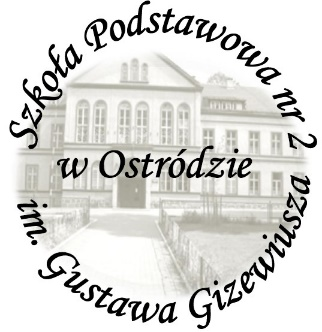 Szkoła Podstawowa nr 2
w Ostródzie
im. Gustawa Gizewiusza